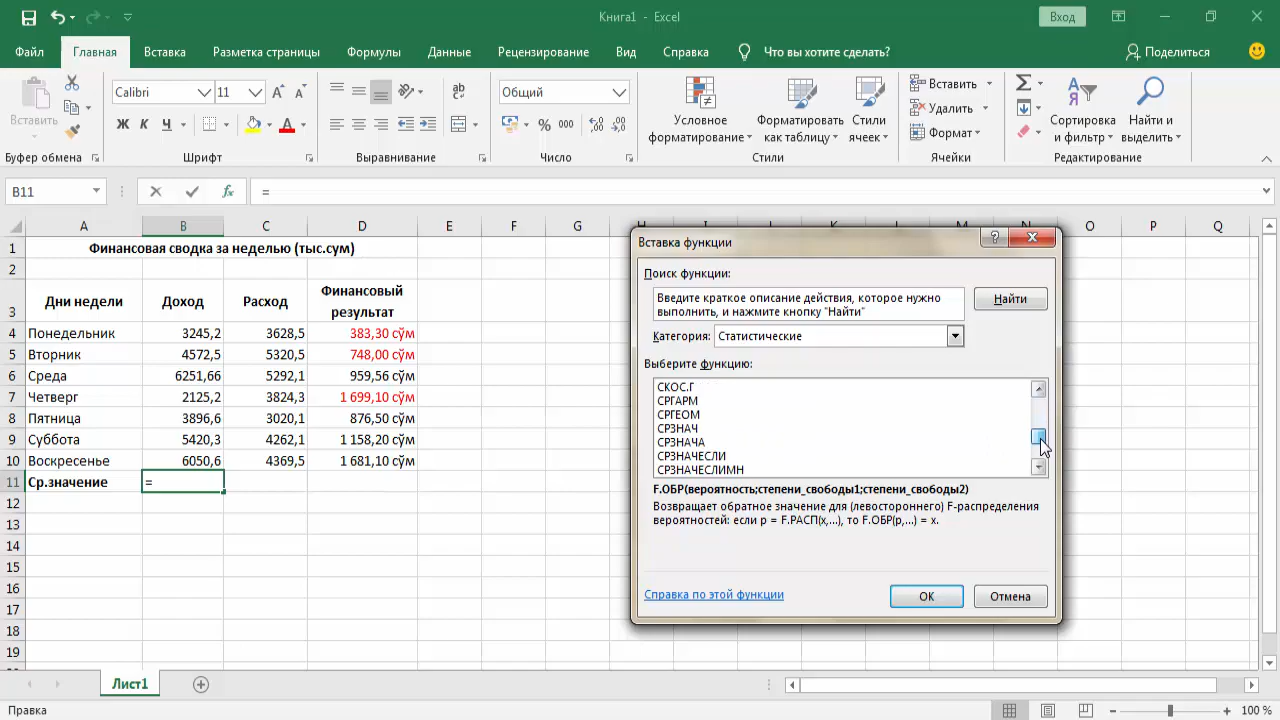 Книга1 - Excel
Вход
Файл Главная Вставка Разметка страницы Формулы Данные Рецензирование Вид Справка Что вы хотите сделать? Поделиться
Вставить
Буфер обмена
Calibri 11
Ж К Ч
Шрифт
Выравнивание
Общий
% 000
Число
Условное форматирование
Форматировать как таблицу
Стили ячеек
Стили
Вставить
Удалить
Формат
Ячейки
Сортировка и фильтр
Найти и выделить
Редактирование
B11 fx =
A B C D E F G H I J K L M N O P Q
1 Финансовая сводка за неделю (тыс.сум)
2
3 Дни недели Доход Расход Финансовый результат
4 Понедельник 3245,2 3628,5 383,30 сўм
5 Вторник 4572,5 5320,5 748,00 сўм
6 Среда 6251,66 5292,1 959,56 сўм
7 Четверг 2125,2 3824,3 1 699,10 сўм
8 Пятница 3896,6 3020,1 876,50 сўм
9 Суббота 5420,3 4262,1 1 158,20 сўм
10 Воскресенье 6050,6 4369,5 1 681,10 сўм
11 Ср.значение =
12
13
14
15
16
17
18
19
Вставка функции
Поиск функции:
Введите краткое описание действия, которое нужно
выполнить, и нажмите кнопку "Найти"
Найти
Категория: Статистические
Выберите функцию:
СКОС.Г
СРГАРМ
СРГЕОМ
СРЗНАЧ
СРЗНАЧА
СРЗНАЧЕСЛИ
СРЗНАЧЕСЛИМН
F.ОБР(вероятность;степени_свободы1;степени_свободы2)
Возвращает обратное значение для (левостороннего) F-распределения
вероятностей: если p = F.РАСП(x,...), то F.ОБР(p,...) = x.
Справка по этой функции
ОК
Отмена
Лист1
Правка
100 %